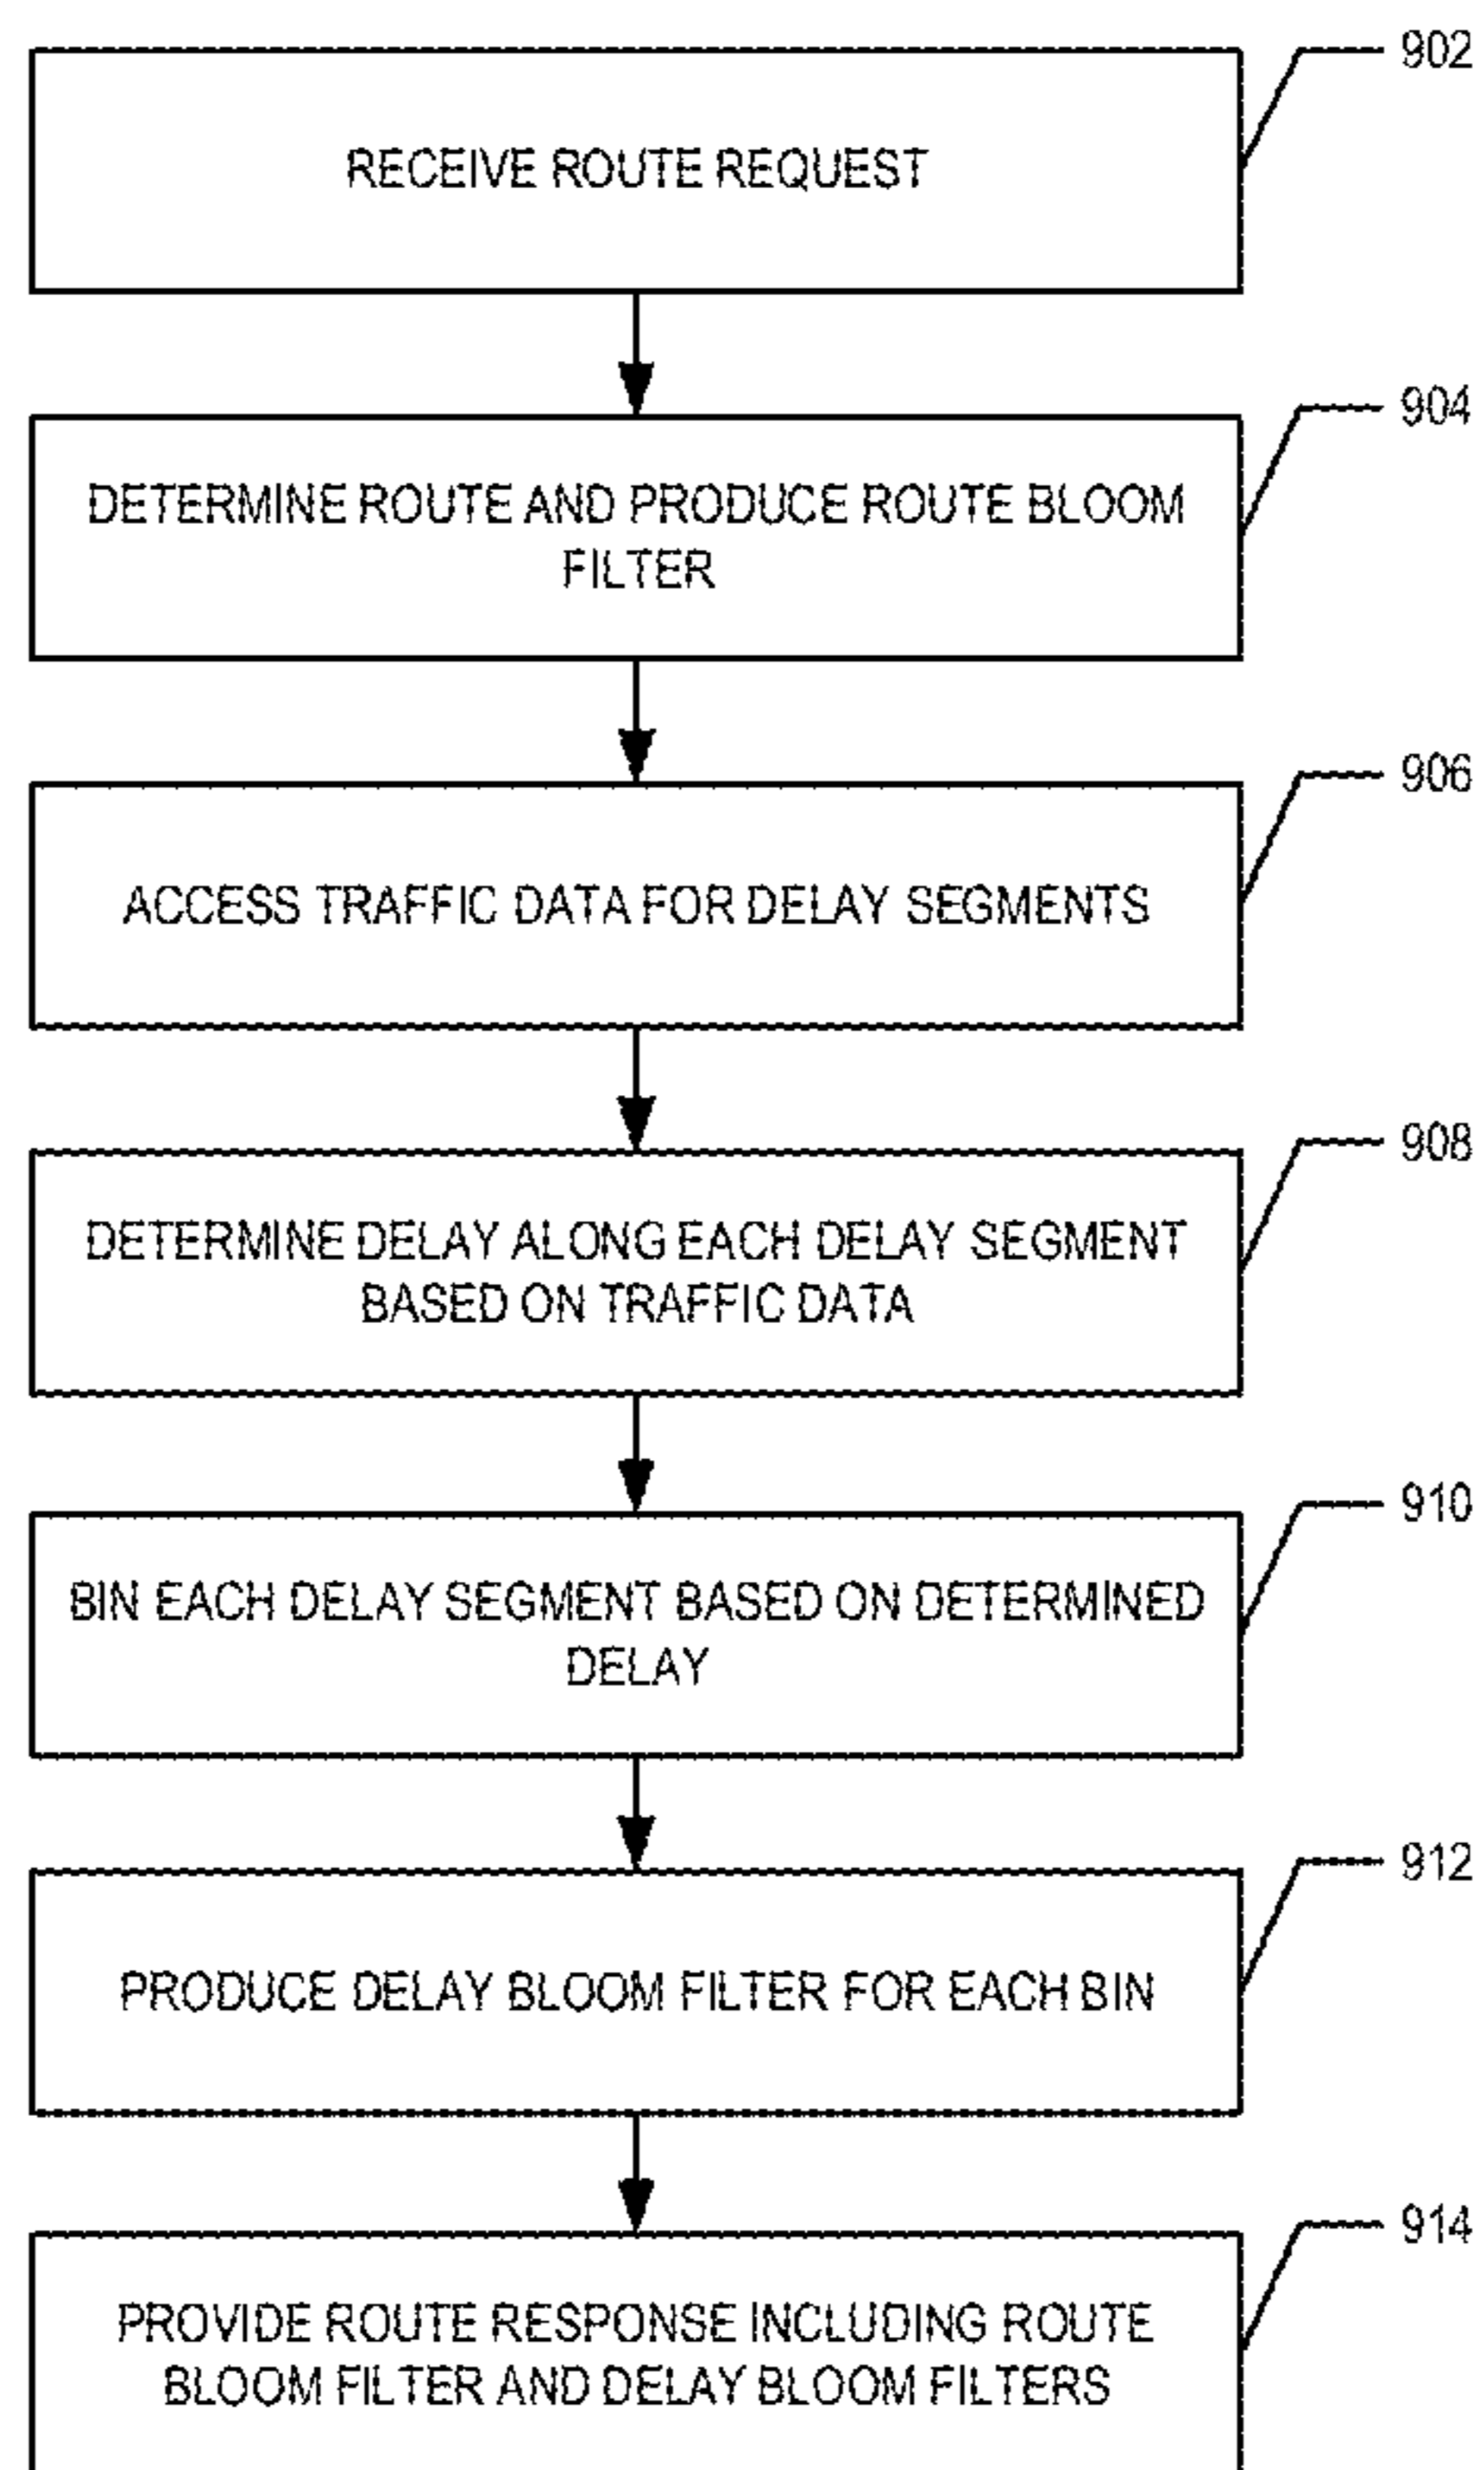 902
RECEIVE ROUTE REQUEST
904
DETERMINE ROUTE AND PRODUCE ROUTE BLOOM
FILTER
906
ACCESS TRAFFIC DATA FOR DELAY SEGMENTS
908
DETERMINE DELAY ALONG EACH DELAY SEGMENT
BASED ON TRAFFIC DATA
910
BIN EACH DELAY SEGMENT BASED ON DETERMINED
DELAY
912
PRODUCE DELAY BLOOM FILTER FOR EACH BIN
914
PROVIDE ROUTE RESPONSE INCLUDING ROUTE
BLOOM FILTER AND DELAY BLOOM FILTERS